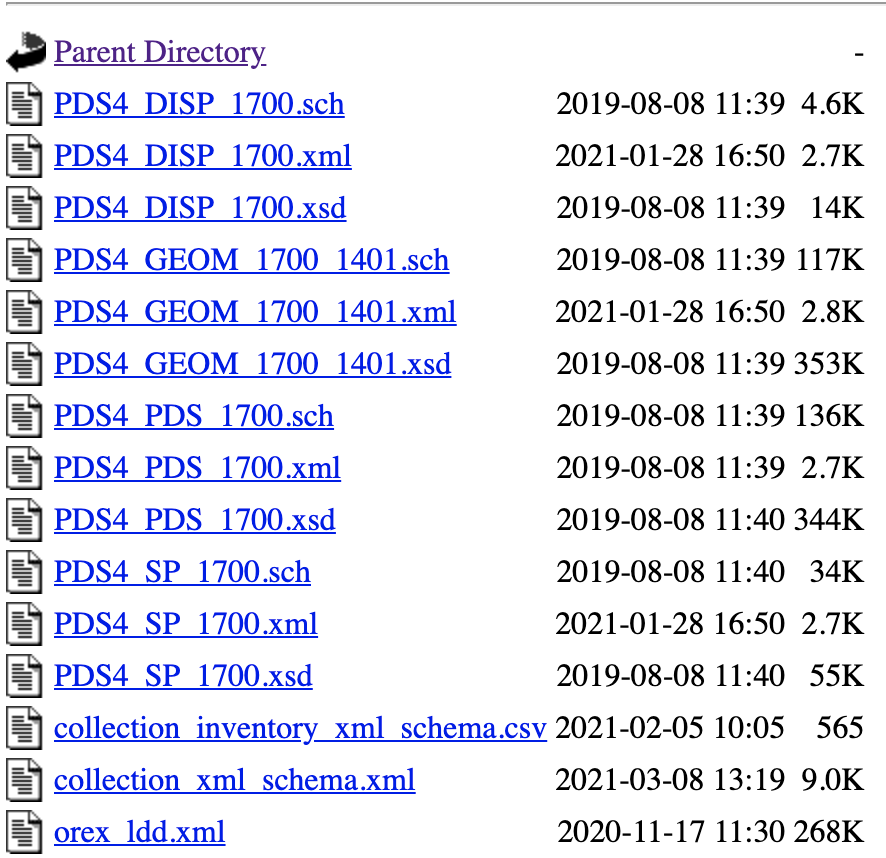 Parent Directory -
PDS4_DISP_1700.sch 2019-08-08 11:39 4.6K
PDS4_DISP_1700.xml 2021-01-28 16:50 2.7K
PDS4_DISP_1700.xsd 2019-08-08 11:39 14K
PDS4_GEOM_1700_1401.sch 2019-08-08 11:39 117K
PDS4_GEOM_1700_1401.xml 2021-01-28 16:50 2.8K
PDS4_GEOM_1700_1401.xsd 2019-08-08 11:39 353K
PDS4_PDS_1700.sch 2019-08-08 11:39 136K
PDS4_PDS_1700.xml 2019-08-08 11:39 2.7K
PDS4_PDS_1700.xsd 2019-08-08 11:40 344K
PDS4_SP_1700.sch 2019-08-08 11:40 34K
PDS4_SP_1700.xml 2021-01-28 16:50 2.7K
PDS4_SP_1700.xsd 2019-08-08 11:40 55K
collection_inventory_xml_schema.csv 2021-02-05 10:05 565
collection_xml_schema.xml 2021-03-08 13:19 9.0K
orex_ldd.xml 2020-11-17 11:30 268K